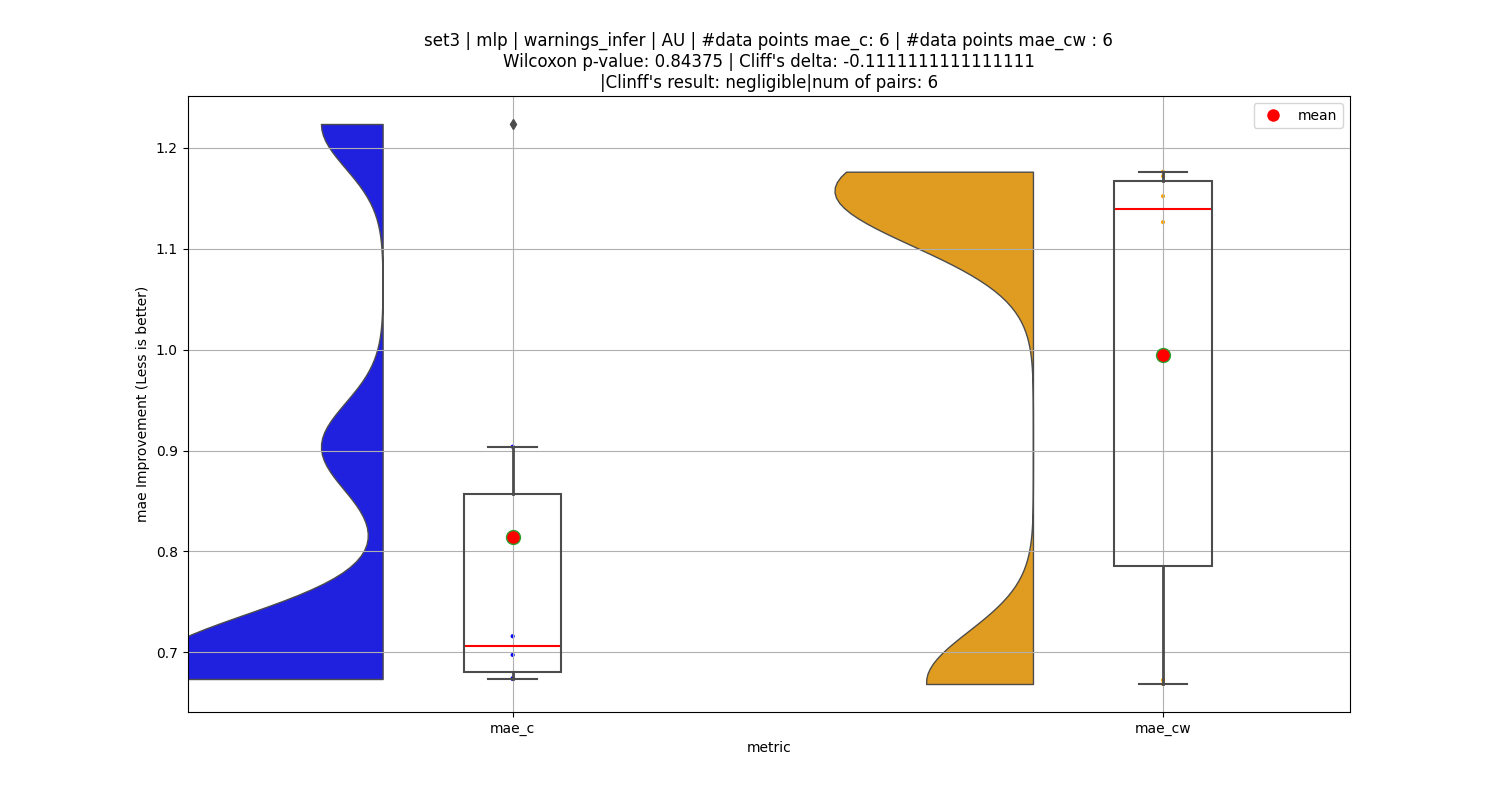 set3 | mlp | warnings_infer | AU | #data points mae_c: 6 | #data points mae_cw : 6
Wilcoxon p-value: 0.84375 | Cliff's delta: -0.1111111111111111
|Clinff's result: negligible|num of pairs: 6
mean
1.2
1.1
1.0
0.9
0.8
0.7
mae Improvement (Less is better)
mae_c
mae_cw
metric